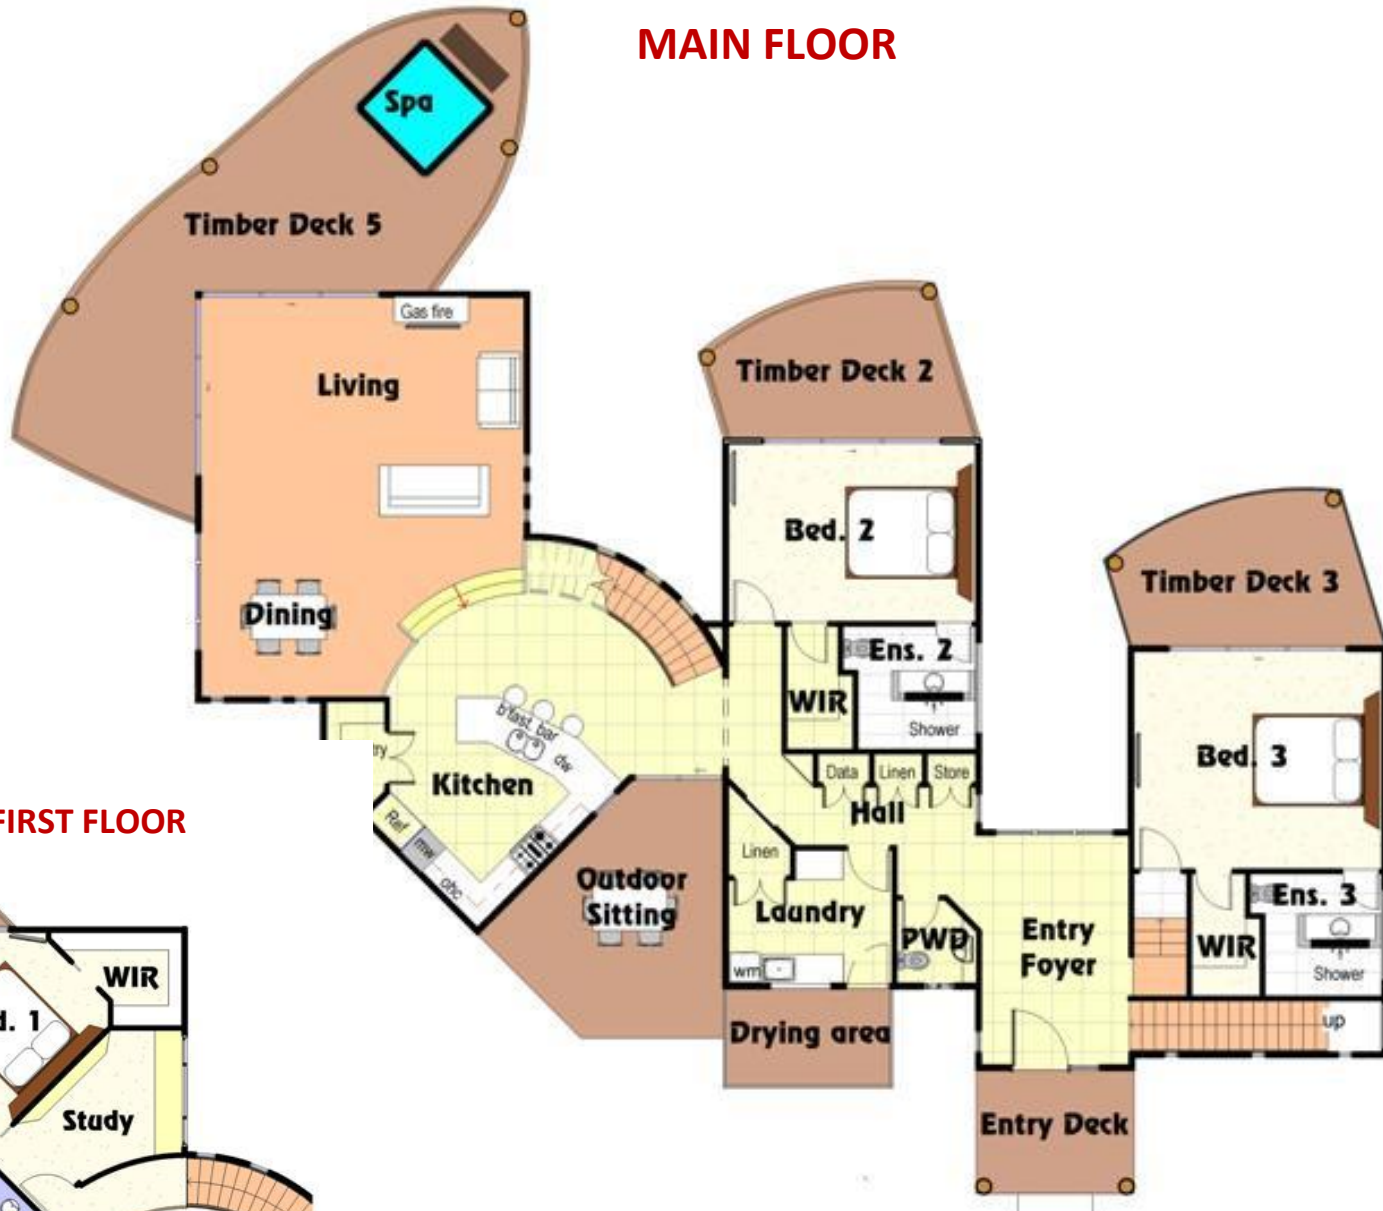 MAIN FLOOR
Spa
Timber Deck 5
Gas fire
Living
Timber Deck 2
Bed. 2
Timber Deck 3
Dining
Ens. 2
WIR
Shower
b'fast bar
dw
Kitchen
Data
Linen
Store
Hall
Bed. 3
FIRST FLOOR
Ref
mw
ohc
Linen
Outdoor
Sitting
Laundry
PWD
Entry
Foyer
Ens. 3
WIR
Shower
wm
WIR
Drying area
up
Study
Entry Deck